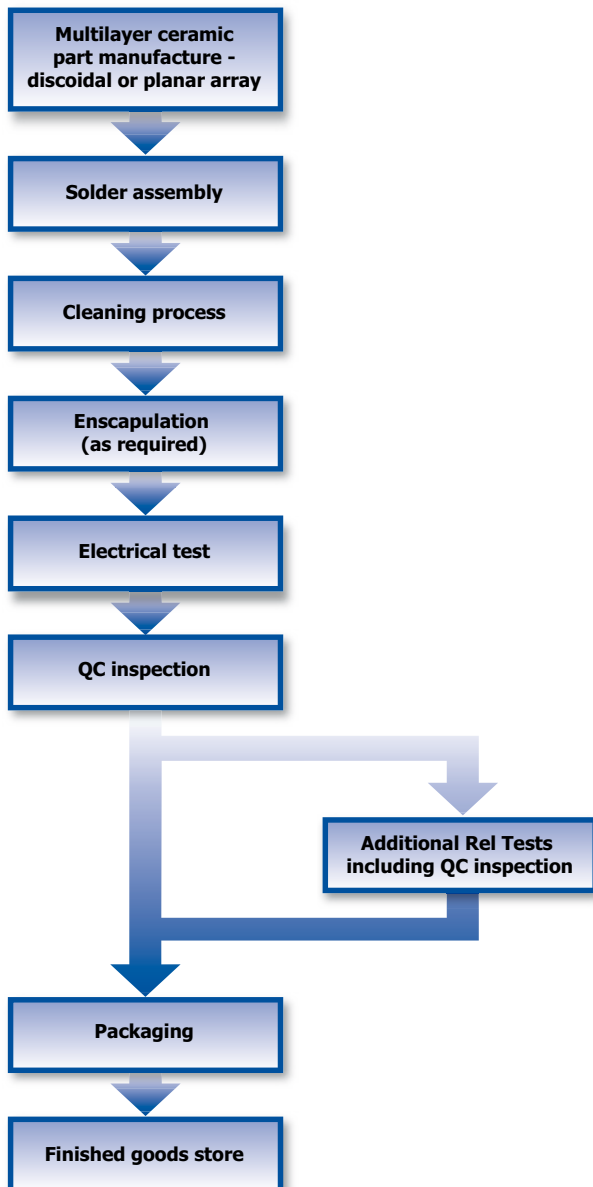 Multilayer ceramic
part manufacture -
discoidal or planar array
Solder assembly
Cleaning process
Enscapulation
(as required)
Electrical test
QC inspection
Additional Rel Tests
including QC inspection
Packaging
Finished goods store